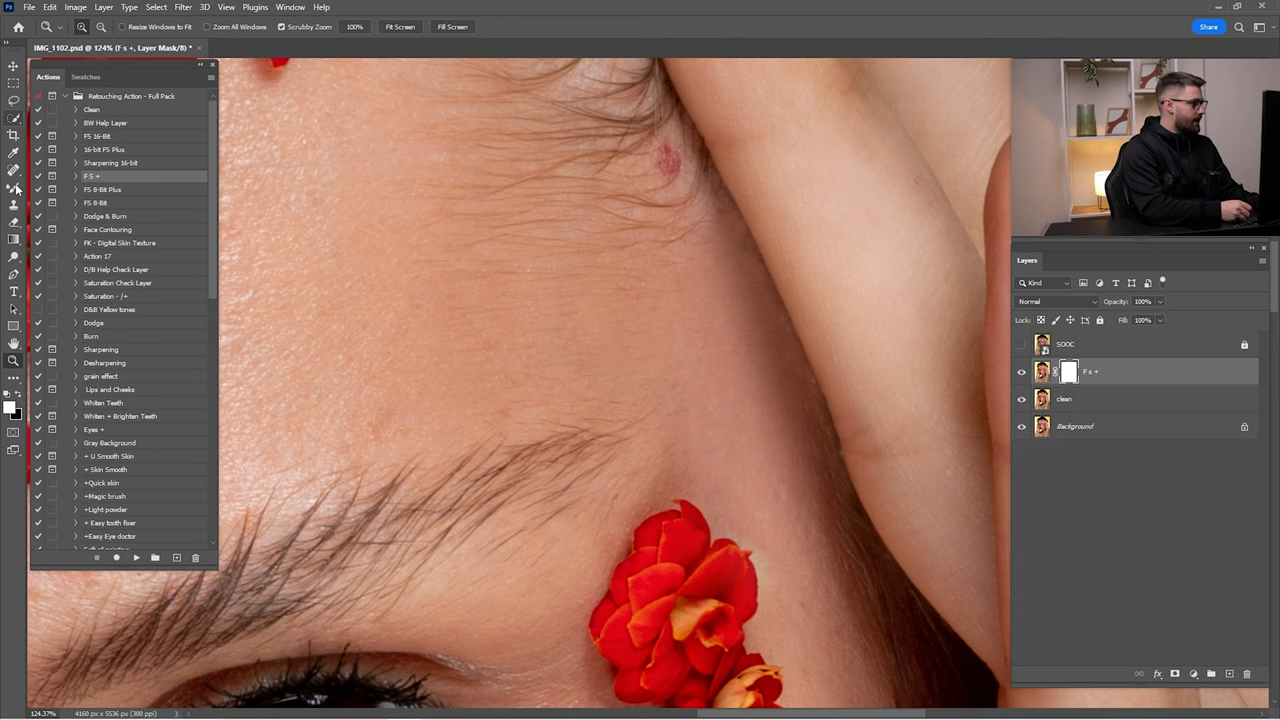 Ps File Edit Image Layer Type Select Filter 3D View Plugins Window Help
Resize Windows to Fit Zoom All Windows Scrubby Zoom 100% Fit Screen Fill Screen Share
IMG_1102.psd @ 124% (F s +, Layer Mask/8) * ×
Actions Swatches
Retouching Action - Full Pack
Clean
BW Help Layer
FS 16-Bit
16-bit FS Plus
Sharpening 16-bit
F S +
FS 8-Bit Plus
FS 8-Bit
Dodge & Burn
Face Contouring
FK - Digital Skin Texture
Action 17
D/B Help Check Layer
Saturation Check Layer
Saturation - /+
D&B Yellow tones
Dodge
Burn
Sharpening
Desharpening
grain effect
Lips and Cheeks
Whiten Teeth
Whiten + Brighten Teeth
Eyes +
Gray Background
+ U Smooth Skin
+ Skin Smooth
+Quick skin
+Magic brush
+Light powder
+ Easy tooth fixer
+Easy Eye doctor
Layers
Kind
Normal Opacity: 100%
Lock: Fill: 100%
SOOC
F s +
clean
Background
124.37% 4160 px x 5536 px (300 ppi)